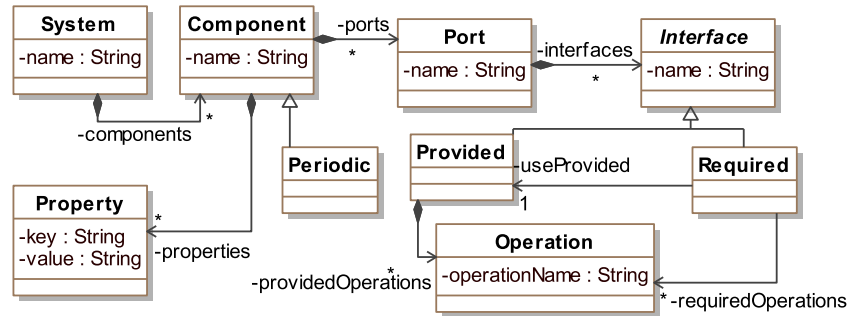 System
-name : String
Component
-name : String
-ports
*
Port
-name : String
-interfaces
*
Interface
-name : String
-components
*
Periodic
Provided
-useProvided
1
Required
Property
-key : String
-value : String
*
-properties
Operation
-operationName : String
*
-providedOperations
*
-requiredOperations